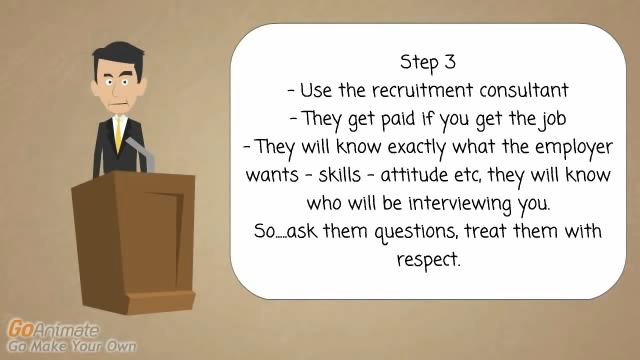 Step 3
- Use the recruitment consultant
- They get paid if you get the job
- They will know exactly what the employer
wants - skills - attitude etc, they will know
who will be interviewing you.
So.....ask them questions, treat them with
respect.
GoAnimate
Go Make Your Own